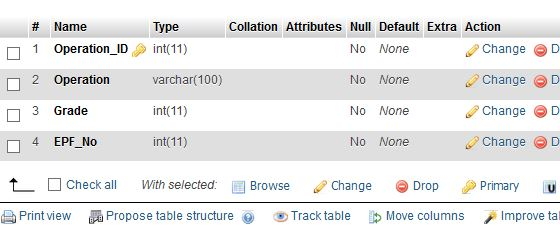 # Name Type Collation Attributes Null Default Extra Action
1 Operation_ID int(11) No None Change D
2 Operation varchar(100) No None Change D
3 Grade int(11) No None Change D
4 EPF_No int(11) No None Change D
Check all With selected: Browse Change Drop Primary U
Print view Propose table structure Track table Move columns Improve tal